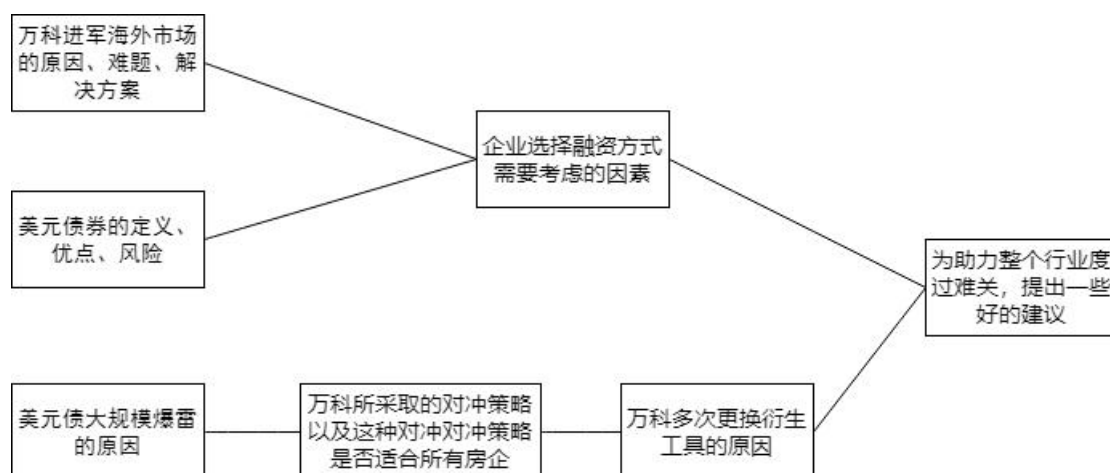 万科进军海外市场
的原因、难题、解
决方案
企业选择融资方式
需要考虑的因素
美元债券的定义、
优点、风险
为助力整个行业度
过难关，提出一些
好的建议
美元债大规模爆雷
的原因
万科所采取的对冲策略
以及这种对冲对冲策略
是否适合所有房企
万科多次更换衍生
工具的原因